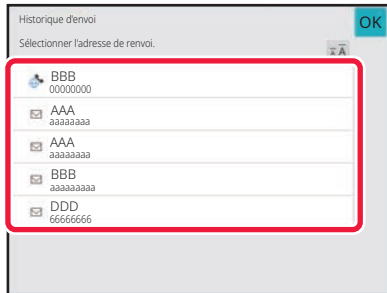 Historique d'envoi
OK
Sélectionner l'adresse de renvoi.
A A
BBB
00000000
AAA
aaaaaaaa
AAA
aaaaaaaa
BBB
aaaaaaaaa
DDD
66666666